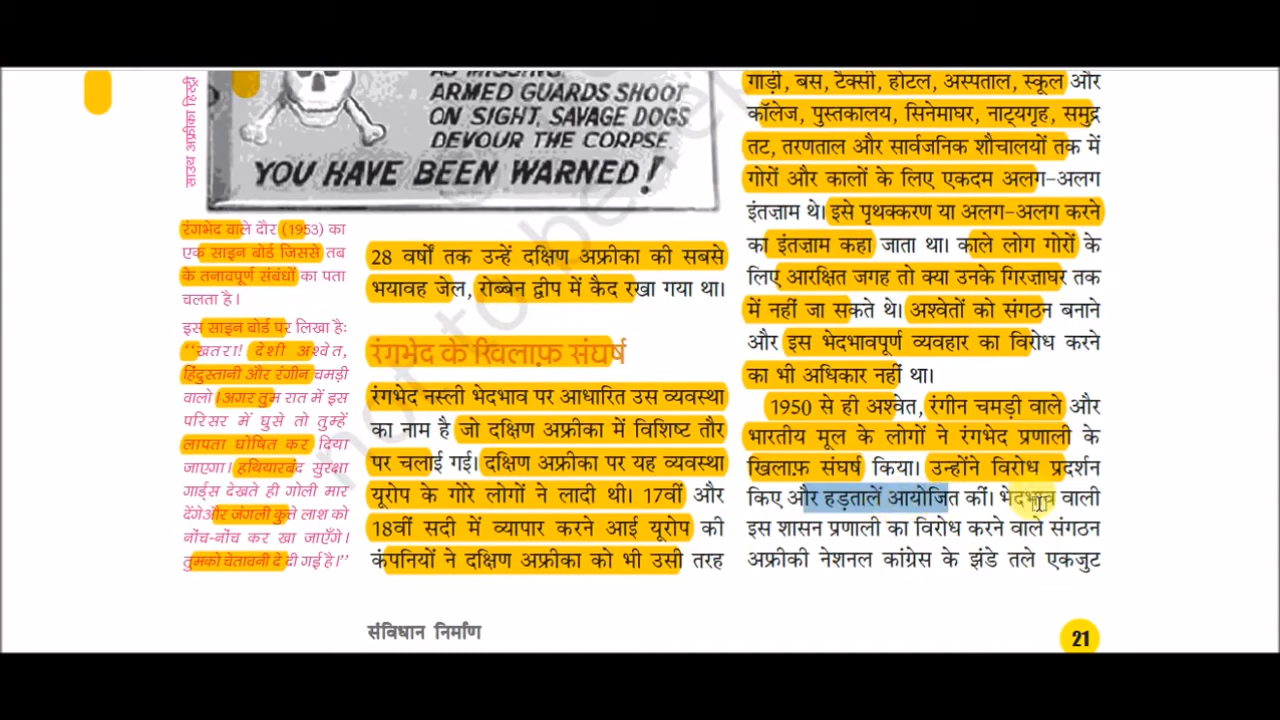 ARMED GUARDS SHOOT
ON SIGHT, SAVAGE DOGS
DEVOUR THE CORPSE.
YOU HAVE BEEN WARNED!
साउथ अफ्रीका हिस्ट्री
रंगभेद वाले दौर (1953) का
एक साइन बोर्ड जिससे तब
के तनावपूर्ण संबंधों का पता
चलता है।
इस साइन बोर्ड पर लिखा हैः
‘‘खतरा! देशी अश्वेत,
हिंदुस्तानी और रंगीन चमड़ी
वालो।अगर तुम रात में इस
परिसर में घुसे तो तुम्हें
लापता घोषित कर दिया
जाएगा। हथियारबंद सुरक्षा
गार्ड्स देखते ही गोली मार
देंगेऔर जंगली कुत्ते लाश को
नोंच-नोंच कर खा जाएँगे।
तुमको चेतावनी दे दी गई है।’’
28 वर्षों तक उन्हें दक्षिण अफ्रीका की सबसे
भयावह जेल, रोब्बेन द्वीप में कैद रखा गया था।
रंगभेद के खिलाफ़ संघर्ष
रंगभेद नस्ली भेदभाव पर आधारित उस व्यवस्था
का नाम है जो दक्षिण अफ्रीका में विशिष्ट तौर
पर चलाई गई। दक्षिण अफ्रीका पर यह व्यवस्था
यूरोप के गोरे लोगों ने लादी थी। 17वीं और
18वीं सदी में व्यापार करने आई यूरोप की
कंपनियों ने दक्षिण अफ्रीका को भी उसी तरह
गाड़ी, बस, टैक्सी, होटल, अस्पताल, स्कूल और
कॉलेज, पुस्तकालय, सिनेमाघर, नाट्यगृह, समुद्र
तट, तरणताल और सार्वजनिक शौचालयों तक में
गोरों और कालों के लिए एकदम अलग-अलग
इंतज़ाम थे। इसे पृथक्करण या अलग-अलग करने
का इंतज़ाम कहा जाता था। काले लोग गोरों के
लिए आरक्षित जगह तो क्या उनके गिरज़ाघर तक
में नहीं जा सकते थे। अश्वेतों को संगठन बनाने
और इस भेदभावपूर्ण व्यवहार का विरोध करने
का भी अधिकार नहीं था।
1950 से ही अश्वेत, रंगीन चमड़ी वाले और
भारतीय मूल के लोगों ने रंगभेद प्रणाली के
खिलाफ़ संघर्ष किया। उन्होंने विरोध प्रदर्शन
किए और हड़तालें आयोजित कीं। भेदभाव वाली
इस शासन प्रणाली का विरोध करने वाले संगठन
अफ्रीकी नेशनल कांग्रेस के झंडे तले एकजुट
संविधान निर्माण
21